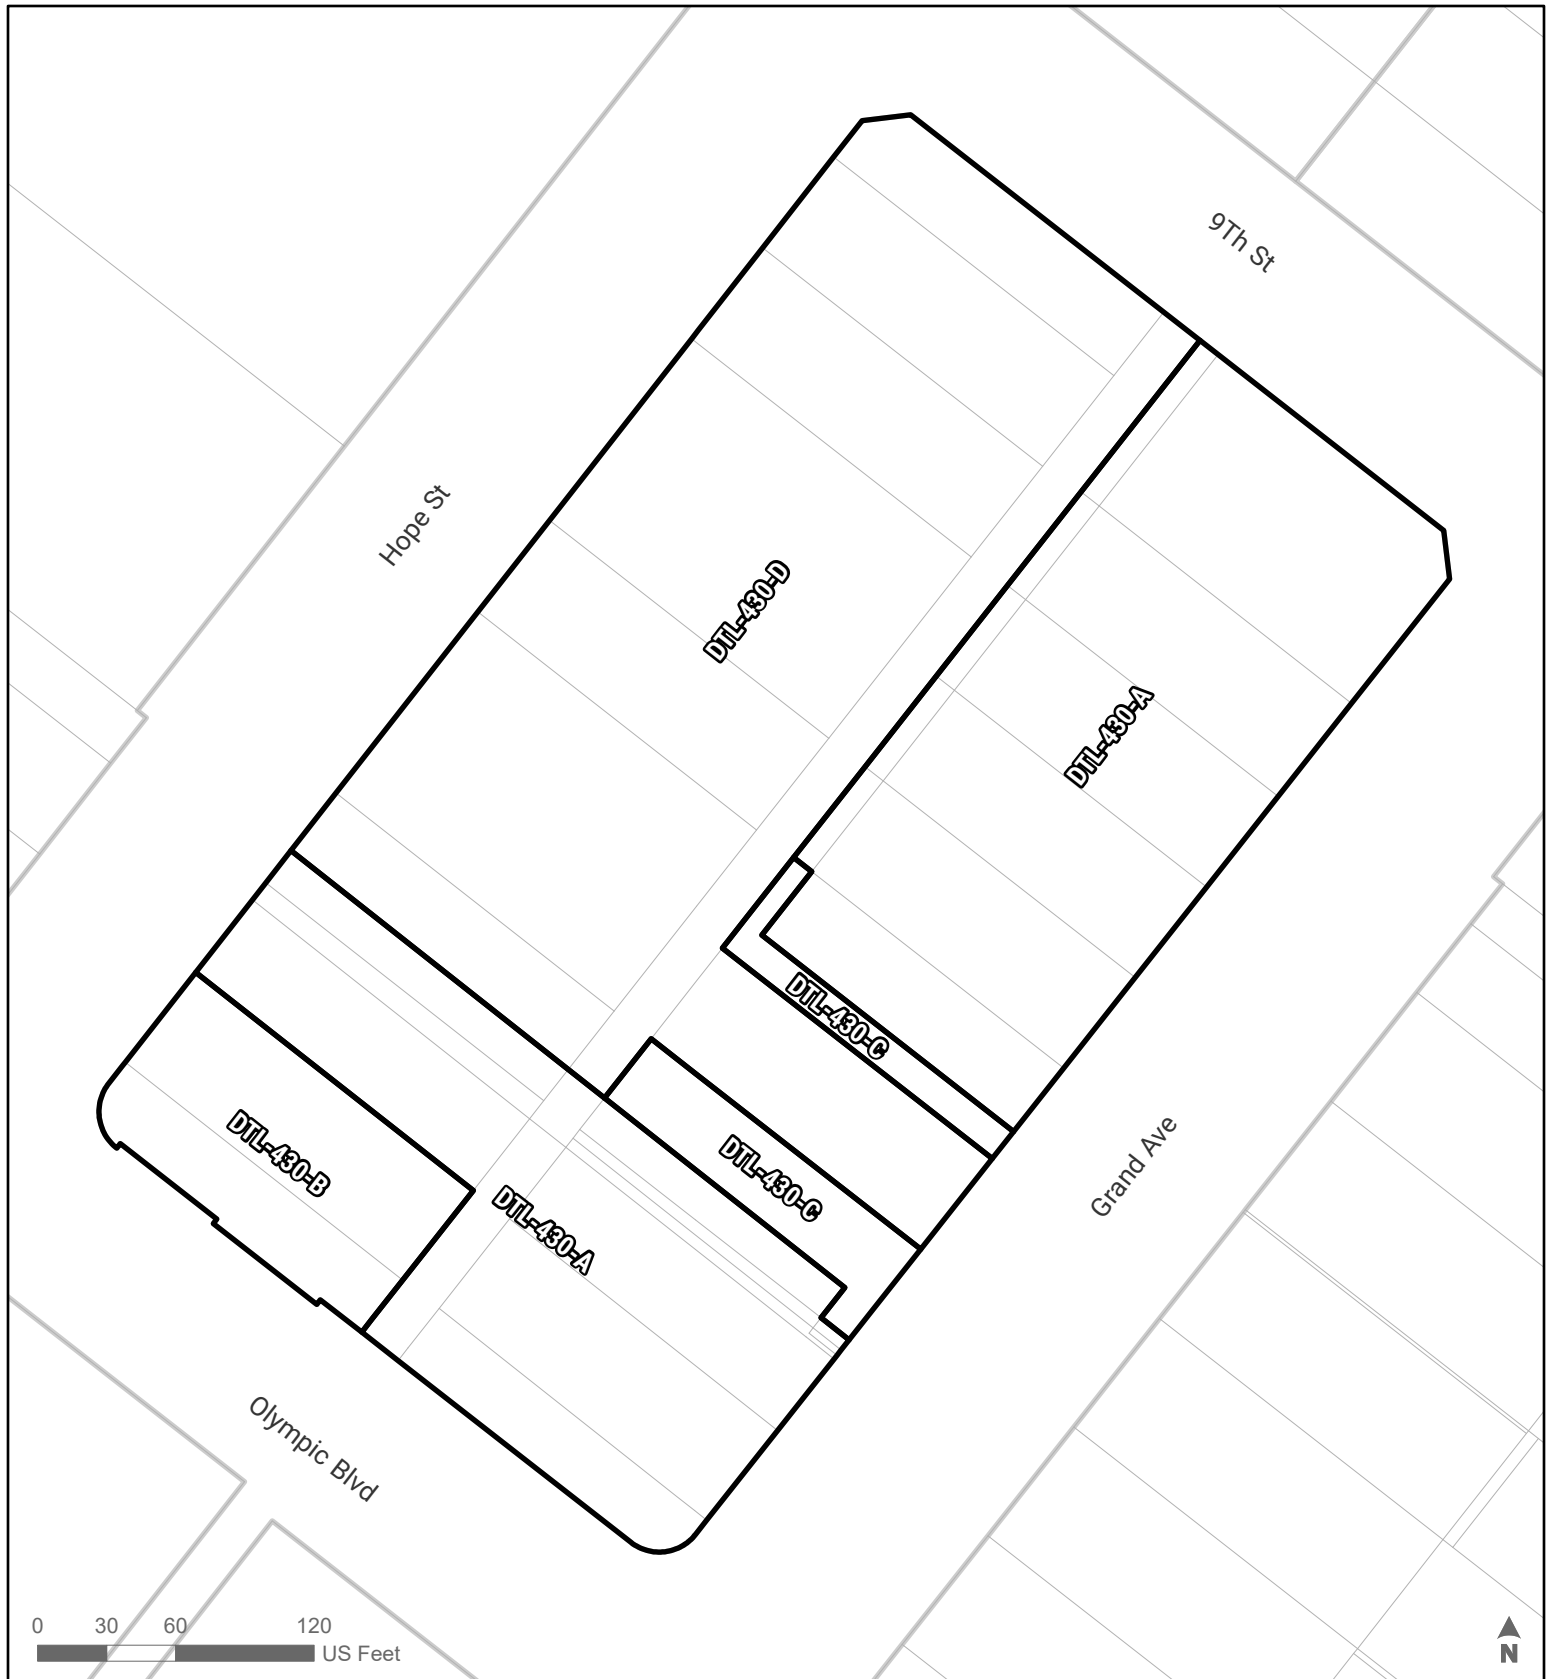 9Th St
Hope St
DTL-430-D
DTL-430-A
DTL-430-C
DTL-430-B
DTL-430-C
DTL-430-A
Grand Ave
Olympic Blvd
0 30 60 120
US Feet
N